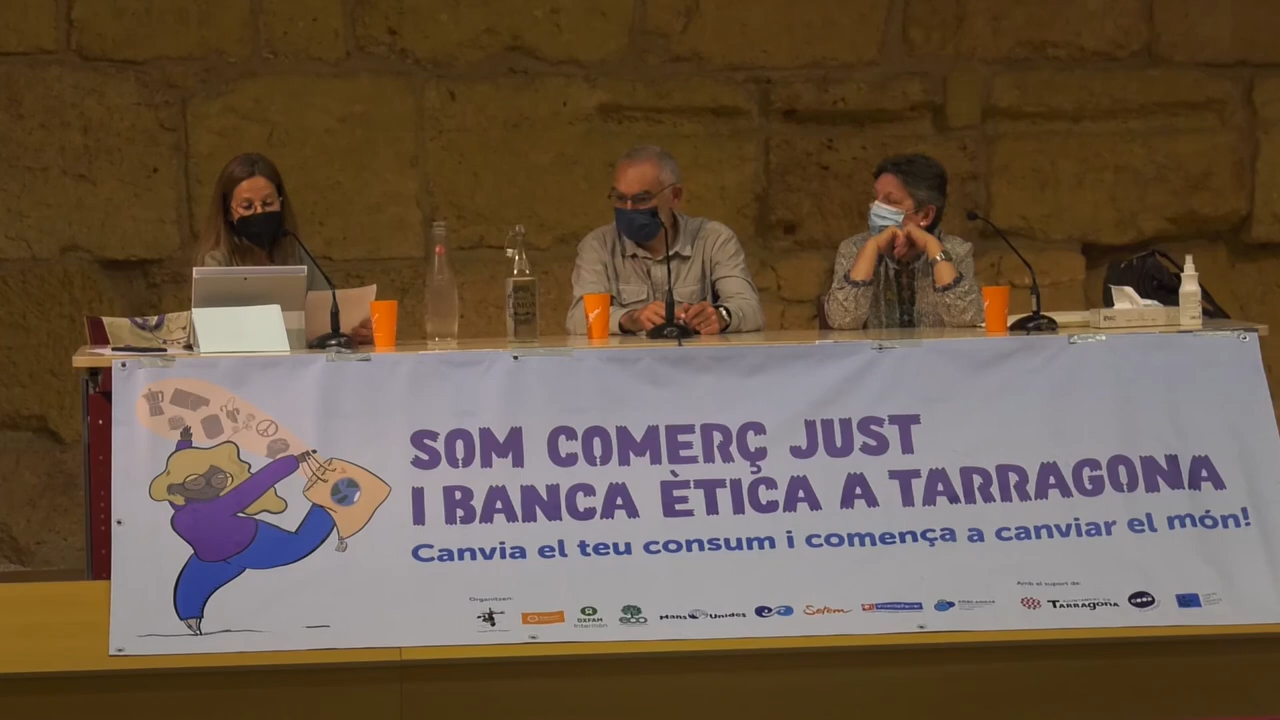 SOM COMERÇ JUST
I BANCA ÈTICA A TARRAGONA
Canvia el teu consum i comença a canviar el món!
Organitzen:
OXFAM
Intermón
eco
Mans Unides
Setem
Amb el suport de:
Tarragona